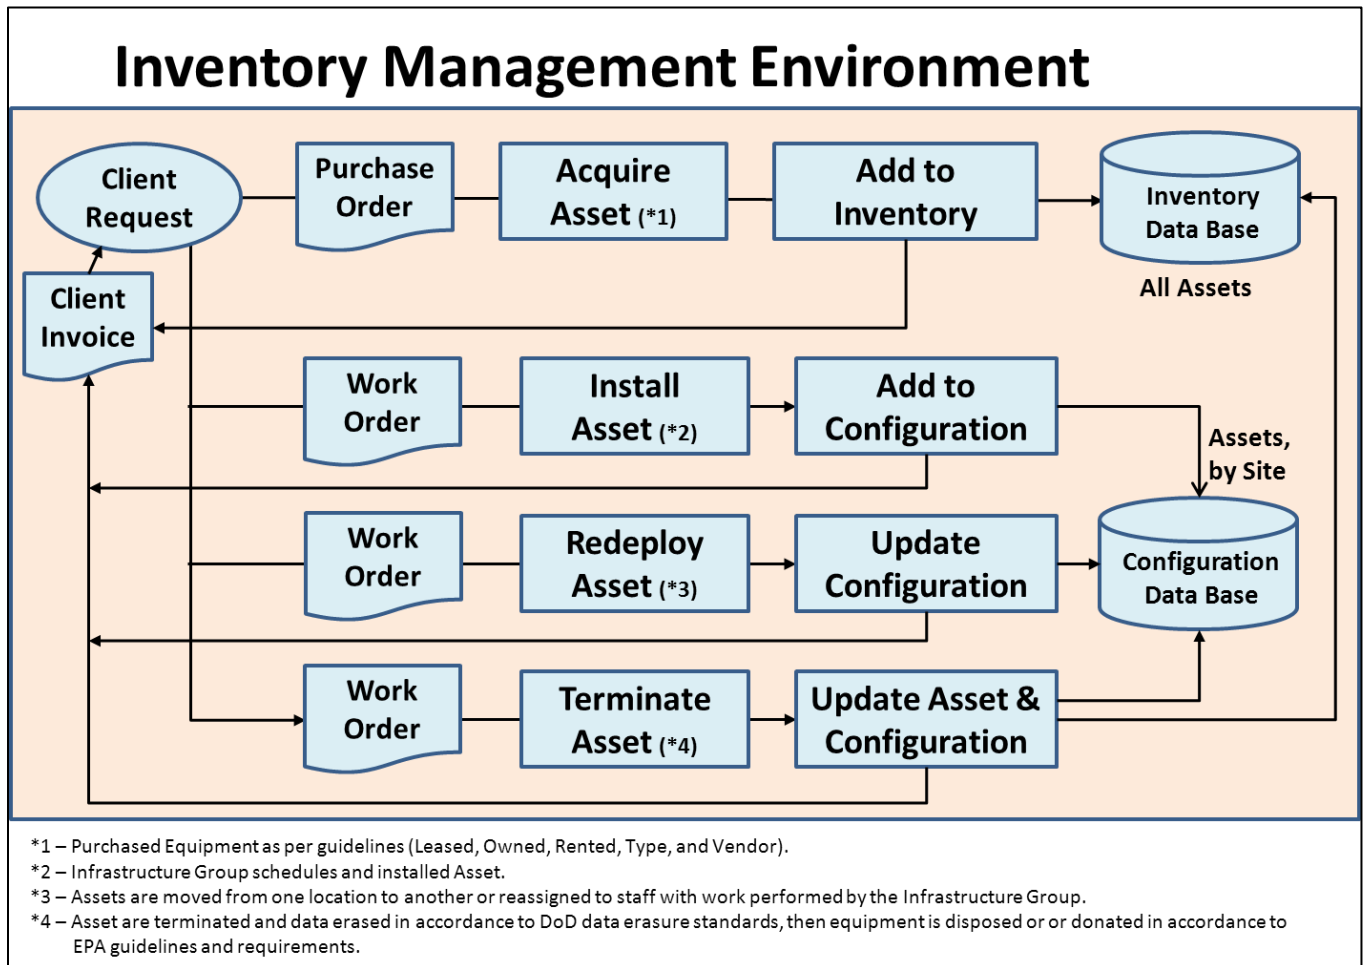 Inventory Management Environment
Client
Request
Purchase
Order
Acquire
Asset (*1)
Add to
Inventory
Inventory
Data Base
All Assets
Client
Invoice
Work
Order
Install
Asset (*2)
Add to
Configuration
Assets,
by Site
Work
Order
Redeploy
Asset (*3)
Update
Configuration
Configuration
Data Base
Work
Order
Terminate
Asset (*4)
Update Asset &
Configuration
*1 – Purchased Equipment as per guidelines (Leased, Owned, Rented, Type, and Vendor).
*2 – Infrastructure Group schedules and installed Asset.
*3 – Assets are moved from one location to another or reassigned to staff with work performed by the Infrastructure Group.
*4 – Asset are terminated and data erased in accordance to DoD data erasure standards, then equipment is disposed or or donated in accordance to
EPA guidelines and requirements.